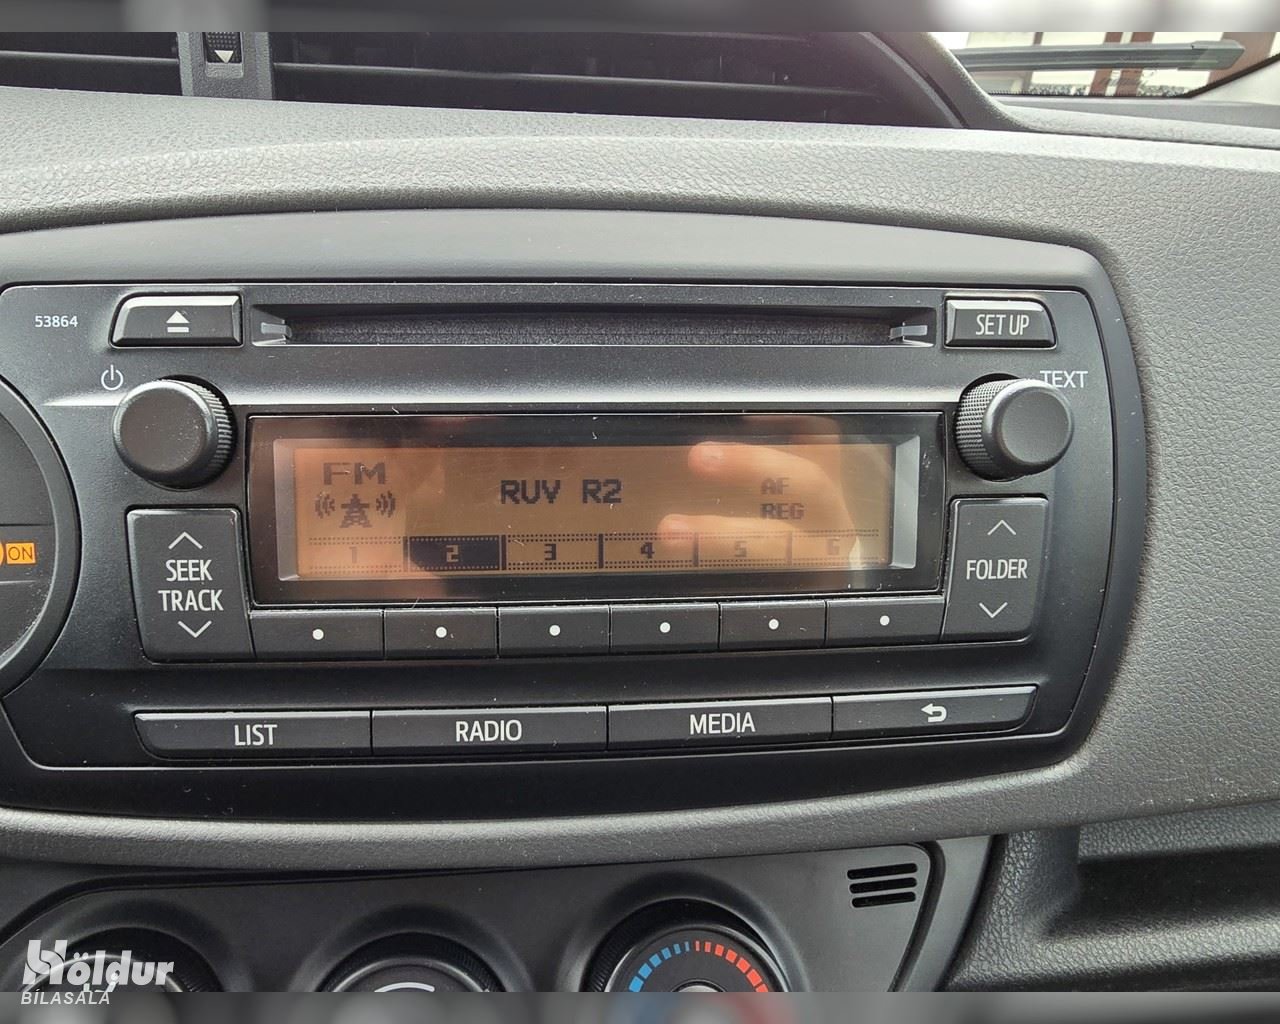 53864
SET UP
TEXT
FM
RUV R2
AF
REG
1 2 3 4 5 6
ON
SEEK
TRACK
FOLDER
LIST
RADIO
MEDIA
Höldur
BÍLASALA